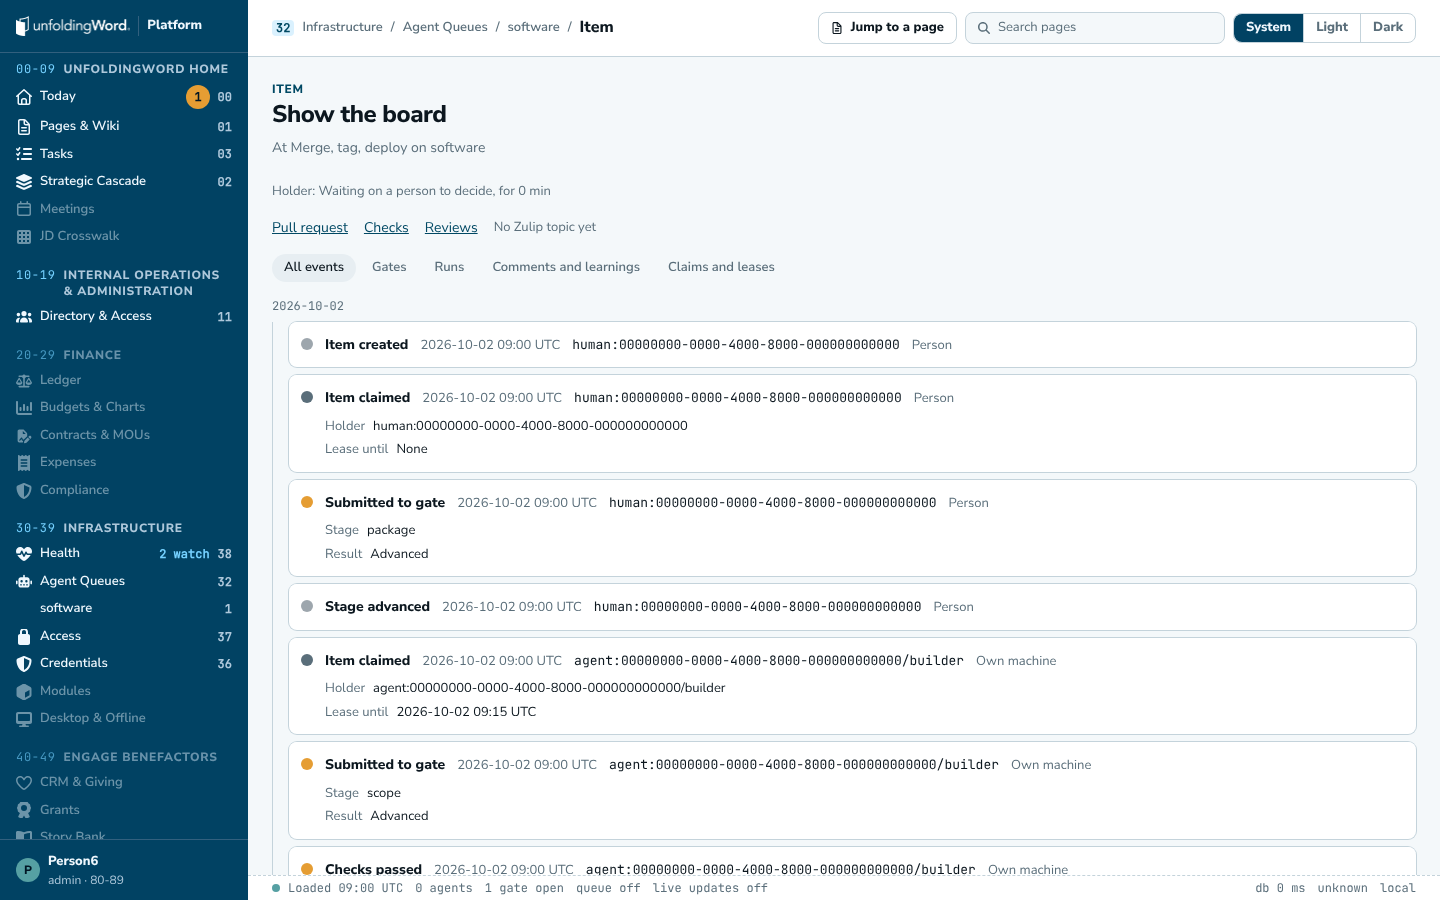 unfoldingWord. Platform
00-09 UNFOLDINGWORD HOME
Today 1 00
Pages & Wiki 01
Tasks 03
Strategic Cascade 02
Meetings
JD Crosswalk
10-19 INTERNAL OPERATIONS
& ADMINISTRATION
Directory & Access 11
20-29 FINANCE
Ledger
Budgets & Charts
Contracts & MOUs
Expenses
Compliance
30-39 INFRASTRUCTURE
Health 2 watch 38
Agent Queues 32
software 1
Access 37
Credentials 36
Modules
Desktop & Offline
40-49 ENGAGE BENEFACTORS
CRM & Giving
Grants
Story Bank
P Person6
admin · 80-89
32 Infrastructure / Agent Queues / software / Item
Jump to a page
Search pages
System Light Dark
ITEM
Show the board
At Merge, tag, deploy on software
Holder: Waiting on a person to decide, for 0 min
Pull request Checks Reviews No Zulip topic yet
All events Gates Runs Comments and learnings Claims and leases
2026-10-02
Item created 2026-10-02 09:00 UTC human:00000000-0000-4000-8000-000000000000 Person
Item claimed 2026-10-02 09:00 UTC human:00000000-0000-4000-8000-000000000000 Person
Holder human:00000000-0000-4000-8000-000000000000
Lease until None
Submitted to gate 2026-10-02 09:00 UTC human:00000000-0000-4000-8000-000000000000 Person
Stage package
Result Advanced
Stage advanced 2026-10-02 09:00 UTC human:00000000-0000-4000-8000-000000000000 Person
Item claimed 2026-10-02 09:00 UTC agent:00000000-0000-4000-8000-000000000000/builder Own machine
Holder agent:00000000-0000-4000-8000-000000000000/builder
Lease until 2026-10-02 09:15 UTC
Submitted to gate 2026-10-02 09:00 UTC agent:00000000-0000-4000-8000-000000000000/builder Own machine
Stage scope
Result Advanced
Checks passed 2026-10-02 09:00 UTC agent:00000000-0000-4000-8000-000000000000/builder Own machine
Loaded 09:00 UTC 0 agents 1 gate open queue off live updates off
db 0 ms unknown local